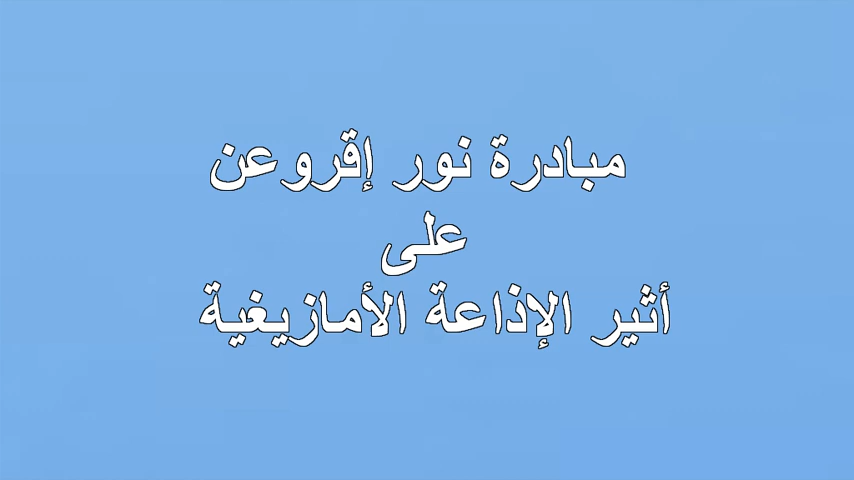 مبادرة نور إقروعن
على
أثير الإذاعة الأمازيغية